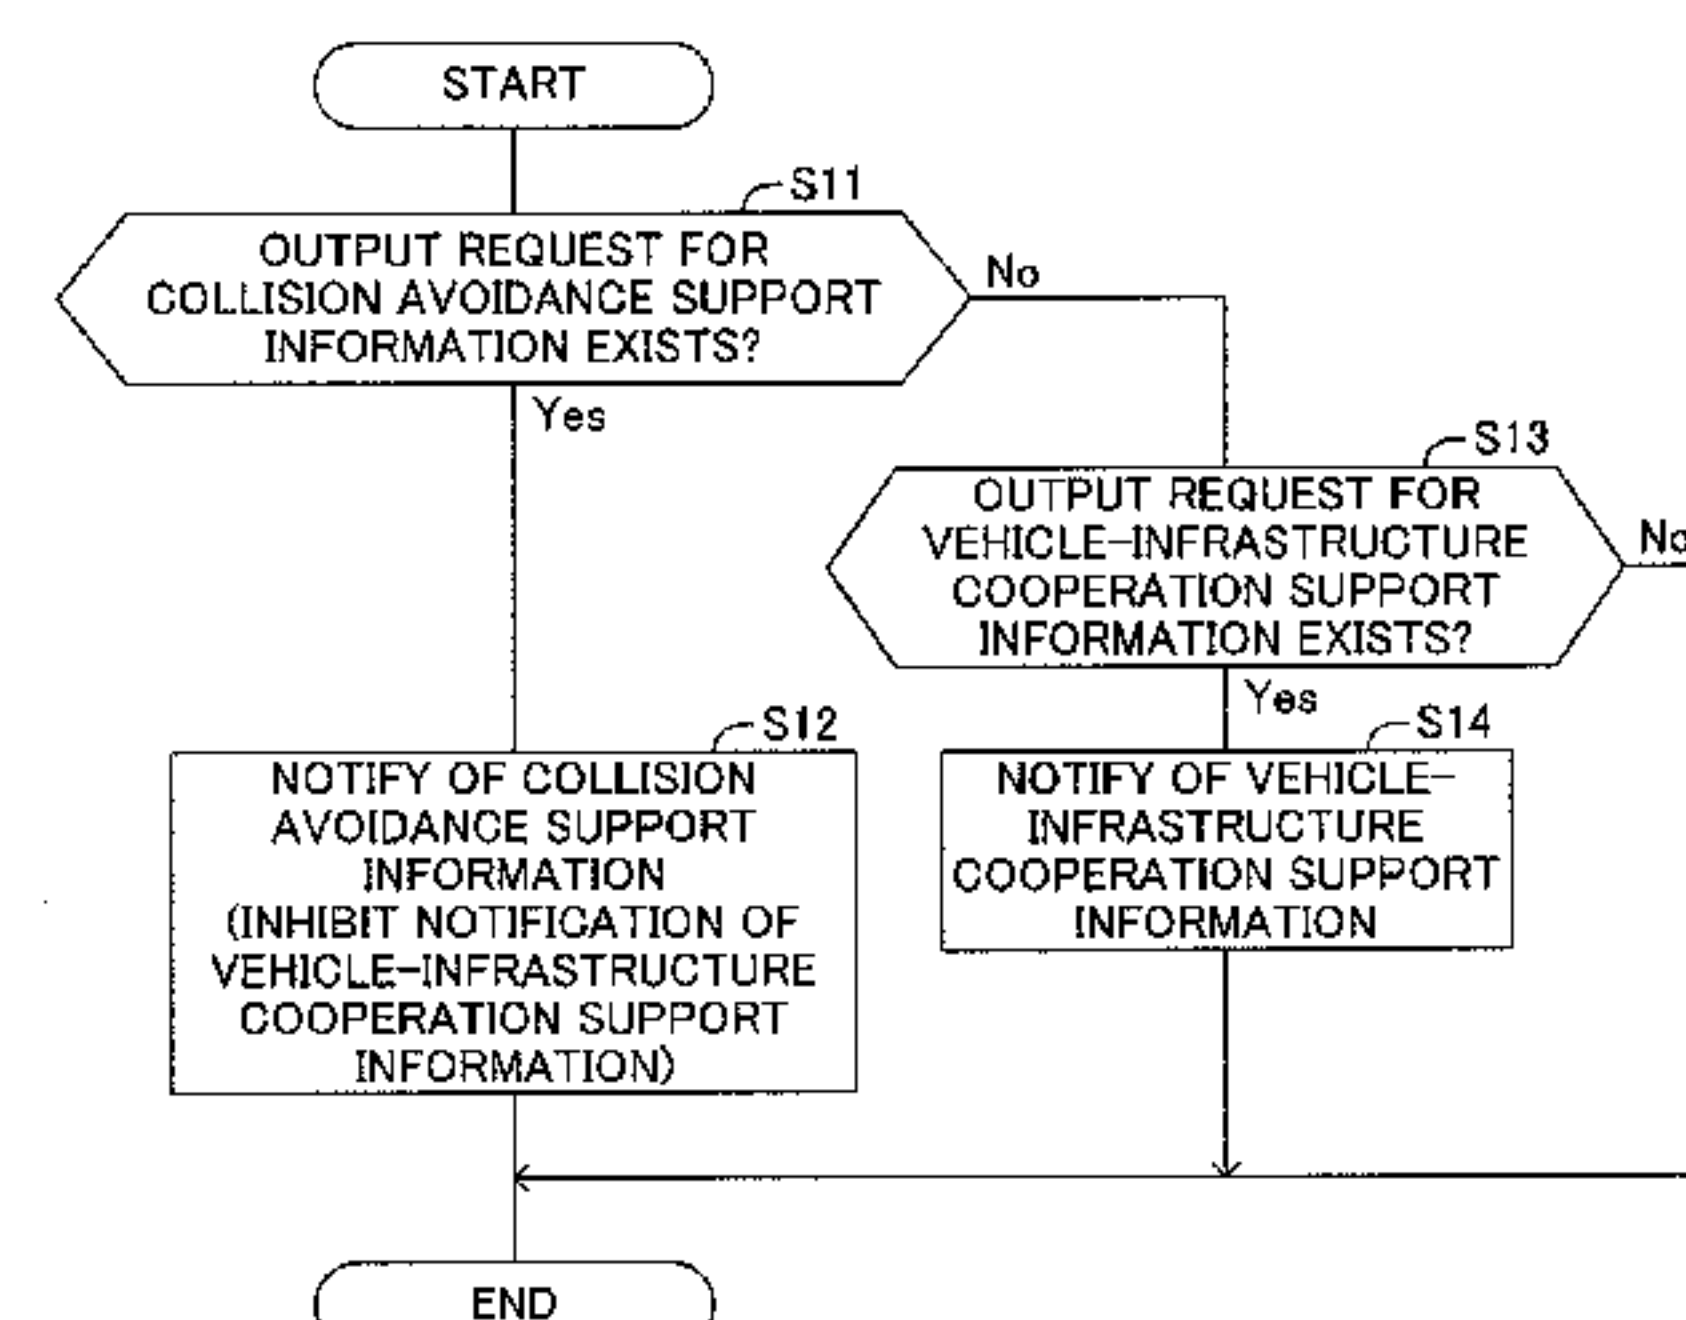 START
S11
OUTPUT REQUEST FOR
COLLISION AVOIDANCE SUPPORT
INFORMATION EXISTS?
No
Yes
S13
OUTPUT REQUEST FOR
VEHICLE-INFRASTRUCTURE
COOPERATION SUPPORT
INFORMATION EXISTS?
No
Yes
S12
NOTIFY OF COLLISION
AVOIDANCE SUPPORT
INFORMATION
(INHIBIT NOTIFICATION OF
VEHICLE-INFRASTRUCTURE
COOPERATION SUPPORT
INFORMATION)
S14
NOTIFY OF VEHICLE-
INFRASTRUCTURE
COOPERATION SUPPORT
INFORMATION
END